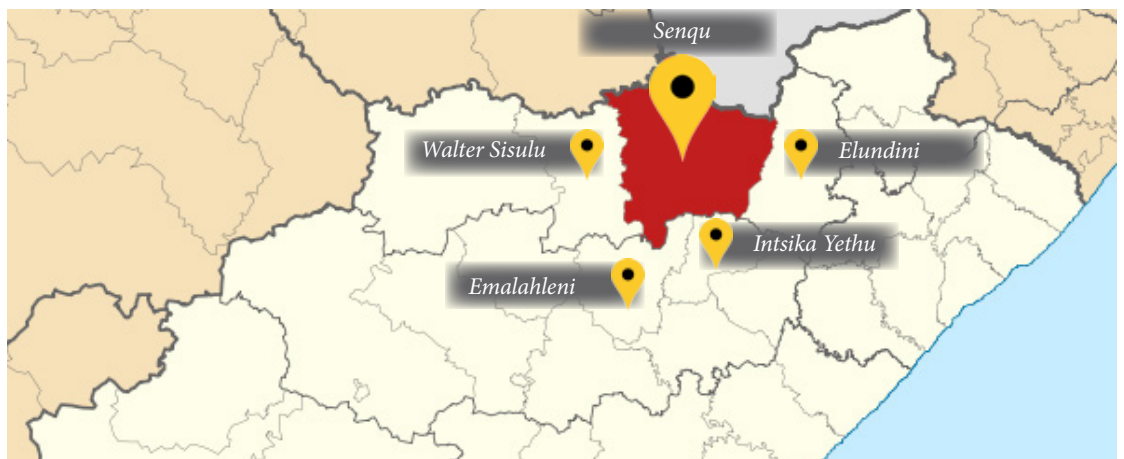 Senqu
Walter Sisulu
Elundini
Intsika Yethu
Emalahleni